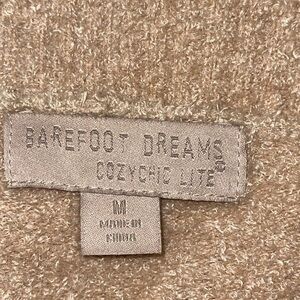 BAREFOOT DREAMS®
COZYCHIC LITE®
M
MADE IN
CHINA